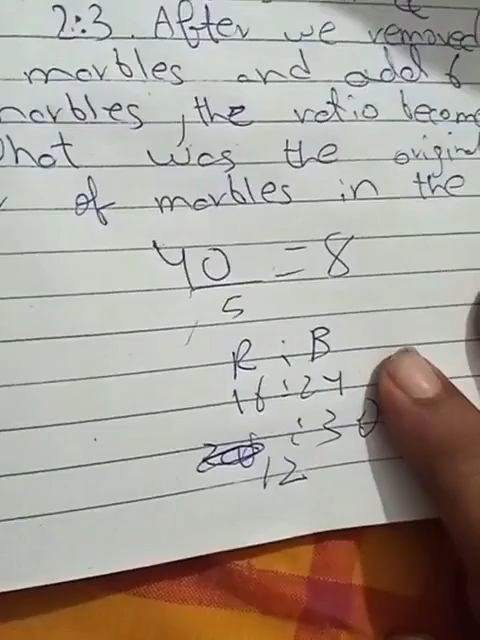 2:3. After we removed
marbles and add 6
marbles, the ratio becom
What was the origin
of marbles in the
40/5 = 8
R : B
16:24
: 30
12